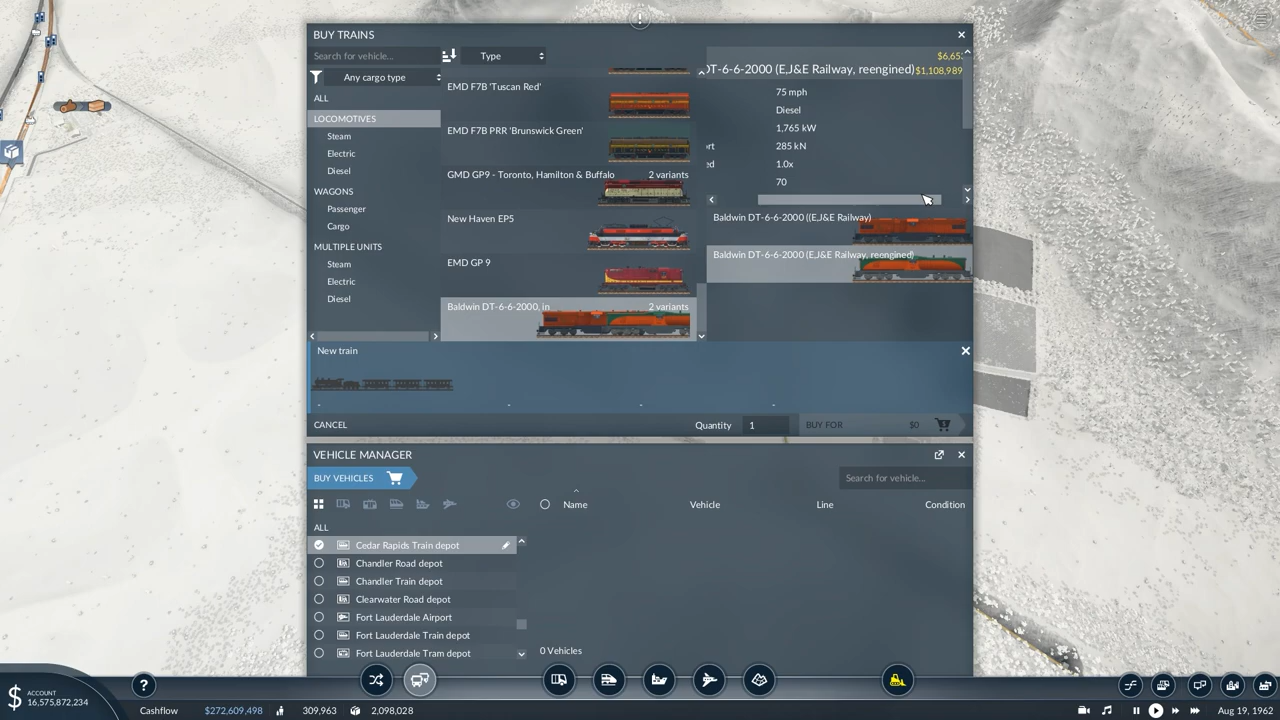 BUY TRAINS
Search for vehicle...
Type
$6,65
Any cargo type
DT-6-6-2000 (E,J&E Railway, reengined)
$1,108,989
ALL
LOCOMOTIVES
Steam
Electric
Diesel
WAGONS
Passenger
Cargo
MULTIPLE UNITS
Steam
Electric
Diesel
EMD F7B 'Tuscan Red'
EMD F7B PRR 'Brunswick Green'
GMD GP9 - Toronto, Hamilton & Buffalo
2 variants
New Haven EP5
EMD GP 9
Baldwin DT-6-6-2000, in
2 variants
75 mph
Diesel
1,765 kW
rt
285 kN
ed
1.0x
70
Baldwin DT-6-6-2000 ((E,J&E Railway)
Baldwin DT-6-6-2000 (E,J&E Railway, reengined)
New train
- - - -
CANCEL
Quantity
1
BUY FOR
$0
VEHICLE MANAGER
BUY VEHICLES
Search for vehicle...
Name
Vehicle
Line
Condition
ALL
Cedar Rapids Train depot
Chandler Road depot
Chandler Train depot
Clearwater Road depot
Fort Lauderdale Airport
Fort Lauderdale Train depot
Fort Lauderdale Tram depot
0 Vehicles
$
ACCOUNT
16,575,872,234
?
Cashflow
$272,609,498
309,963
2,098,028
Aug 19, 1962